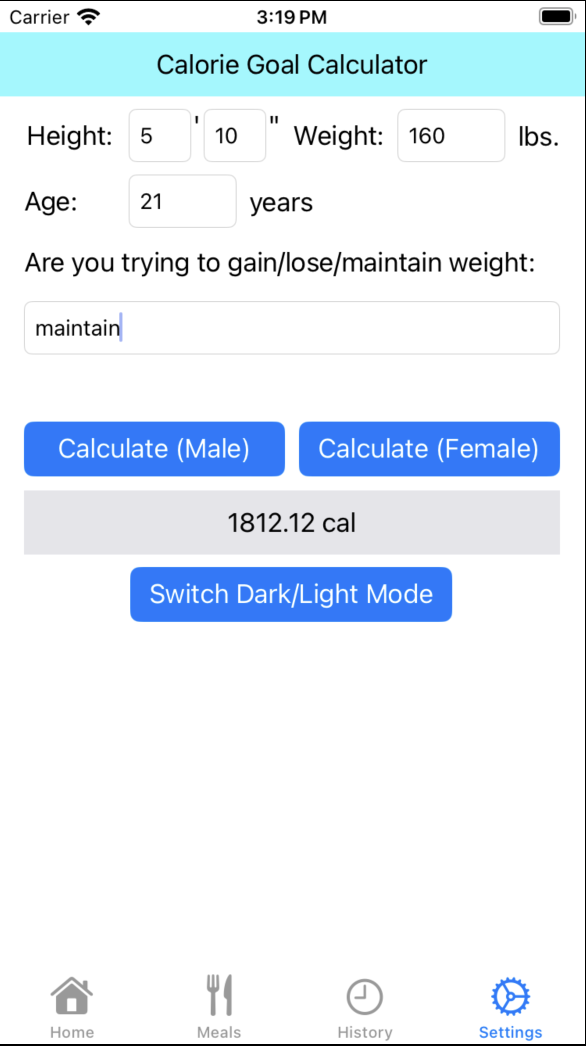 Carrier 3:19 PM
Calorie Goal Calculator
Height: 5 ' 10 " Weight: 160 lbs.
Age: 21 years
Are you trying to gain/lose/maintain weight:
maintain
Calculate (Male) Calculate (Female)
1812.12 cal
Switch Dark/Light Mode
Home Meals History Settings